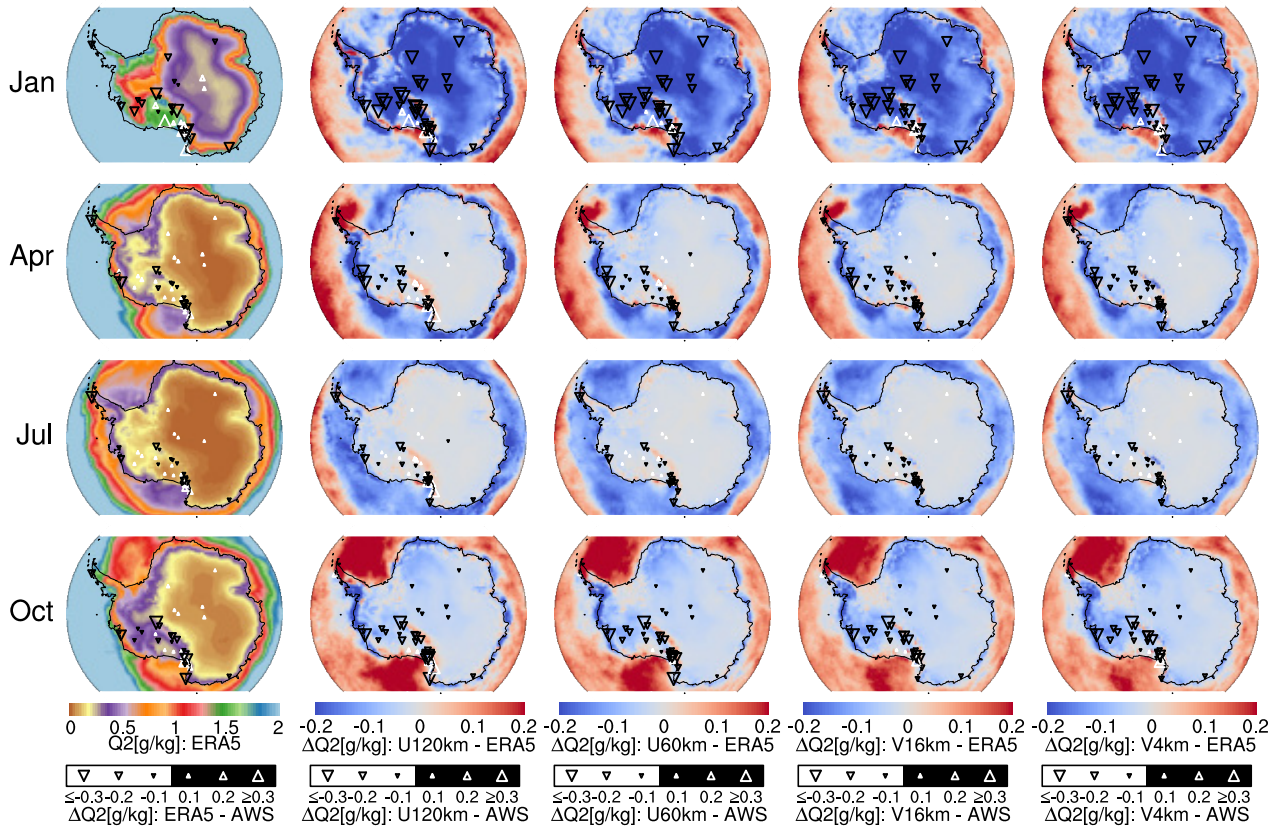 Jan
Apr
Jul
Oct
0 0.5 1 1.5 2
Q2[g/kg]: ERA5
-0.2 -0.1 0 0.1 0.2
ΔQ2[g/kg]: U120km - ERA5
-0.2 -0.1 0 0.1 0.2
ΔQ2[g/kg]: U60km - ERA5
-0.2 -0.1 0 0.1 0.2
ΔQ2[g/kg]: V16km - ERA5
-0.2 -0.1 0 0.1 0.2
ΔQ2[g/kg]: V4km - ERA5
≤-0.3 -0.2 -0.1 0.1 0.2 ≥0.3
ΔQ2[g/kg]: ERA5 - AWS
≤-0.3 -0.2 -0.1 0.1 0.2 ≥0.3
ΔQ2[g/kg]: U120km - AWS
≤-0.3 -0.2 -0.1 0.1 0.2 ≥0.3
ΔQ2[g/kg]: U60km - AWS
≤-0.3 -0.2 -0.1 0.1 0.2 ≥0.3
ΔQ2[g/kg]: V16km - AWS
≤-0.3 -0.2 -0.1 0.1 0.2 ≥0.3
ΔQ2[g/kg]: V4km - AWS